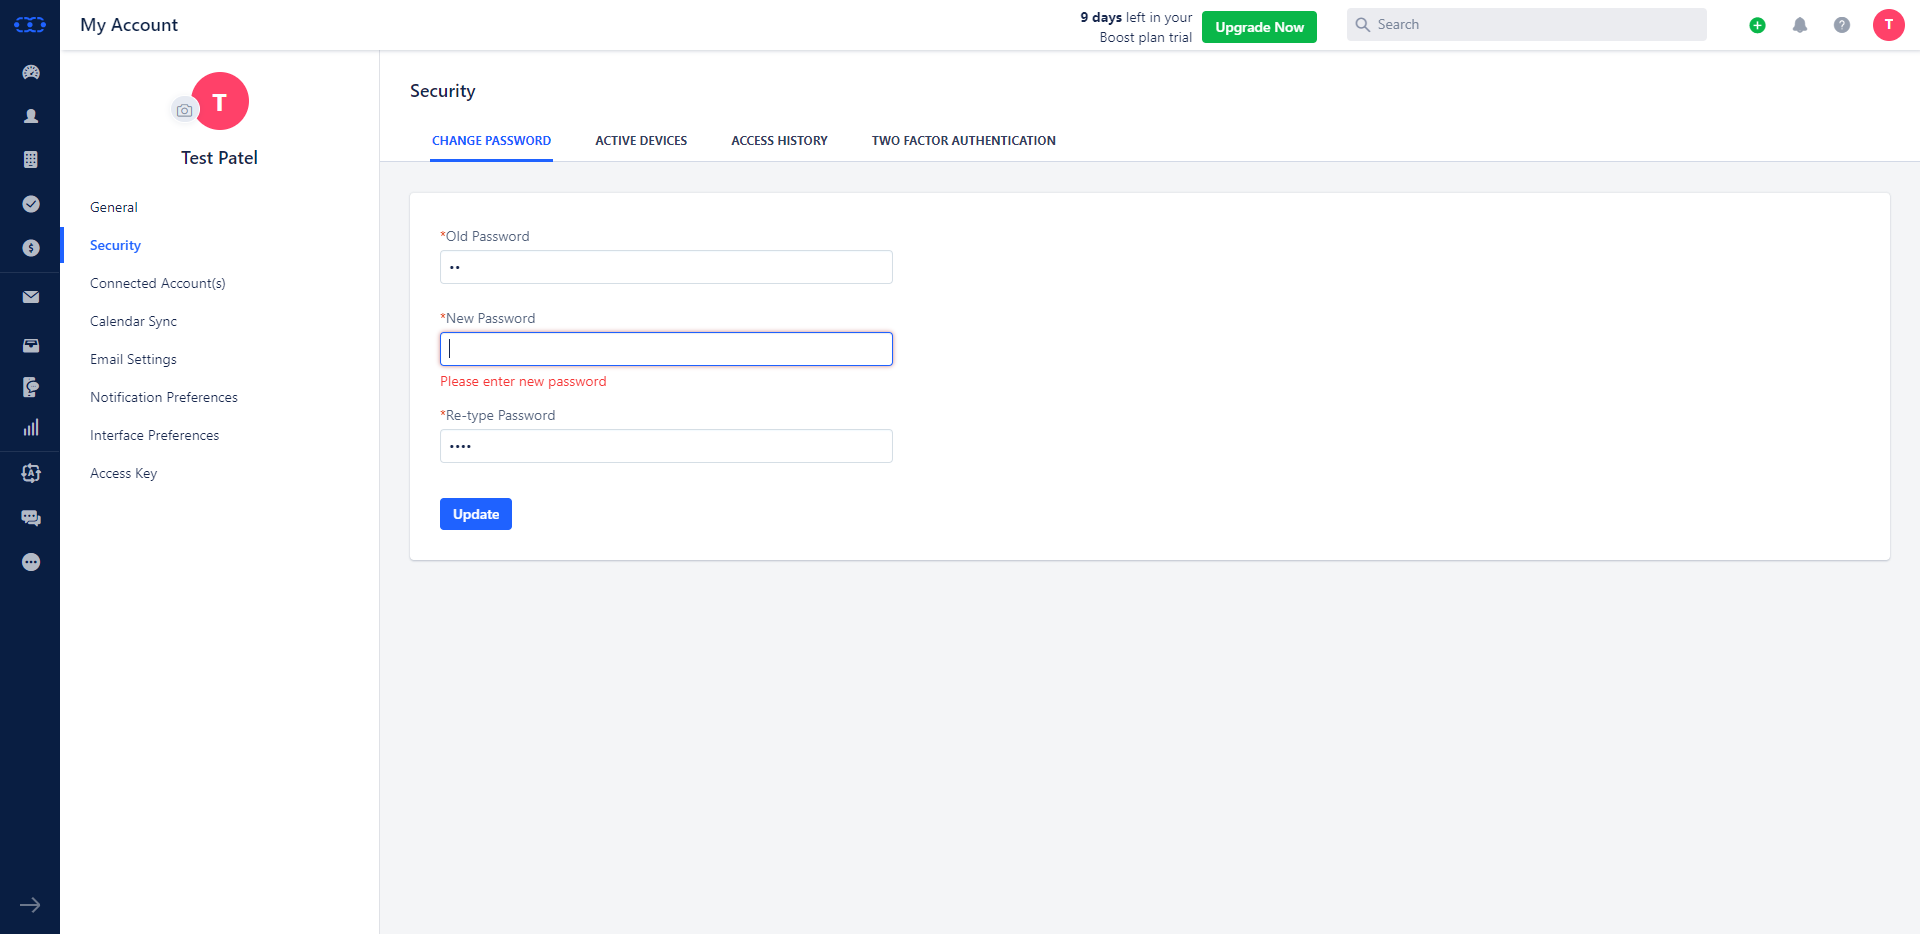 My Account
9 days left in your
Boost plan trial
Upgrade Now
Search
T
T
Test Patel
General
Security
Connected Account(s)
Calendar Sync
Email Settings
Notification Preferences
Interface Preferences
Access Key
Security
CHANGE PASSWORD
ACTIVE DEVICES
ACCESS HISTORY
TWO FACTOR AUTHENTICATION
*Old Password
••
*New Password
Please enter new password
*Re-type Password
••••
Update